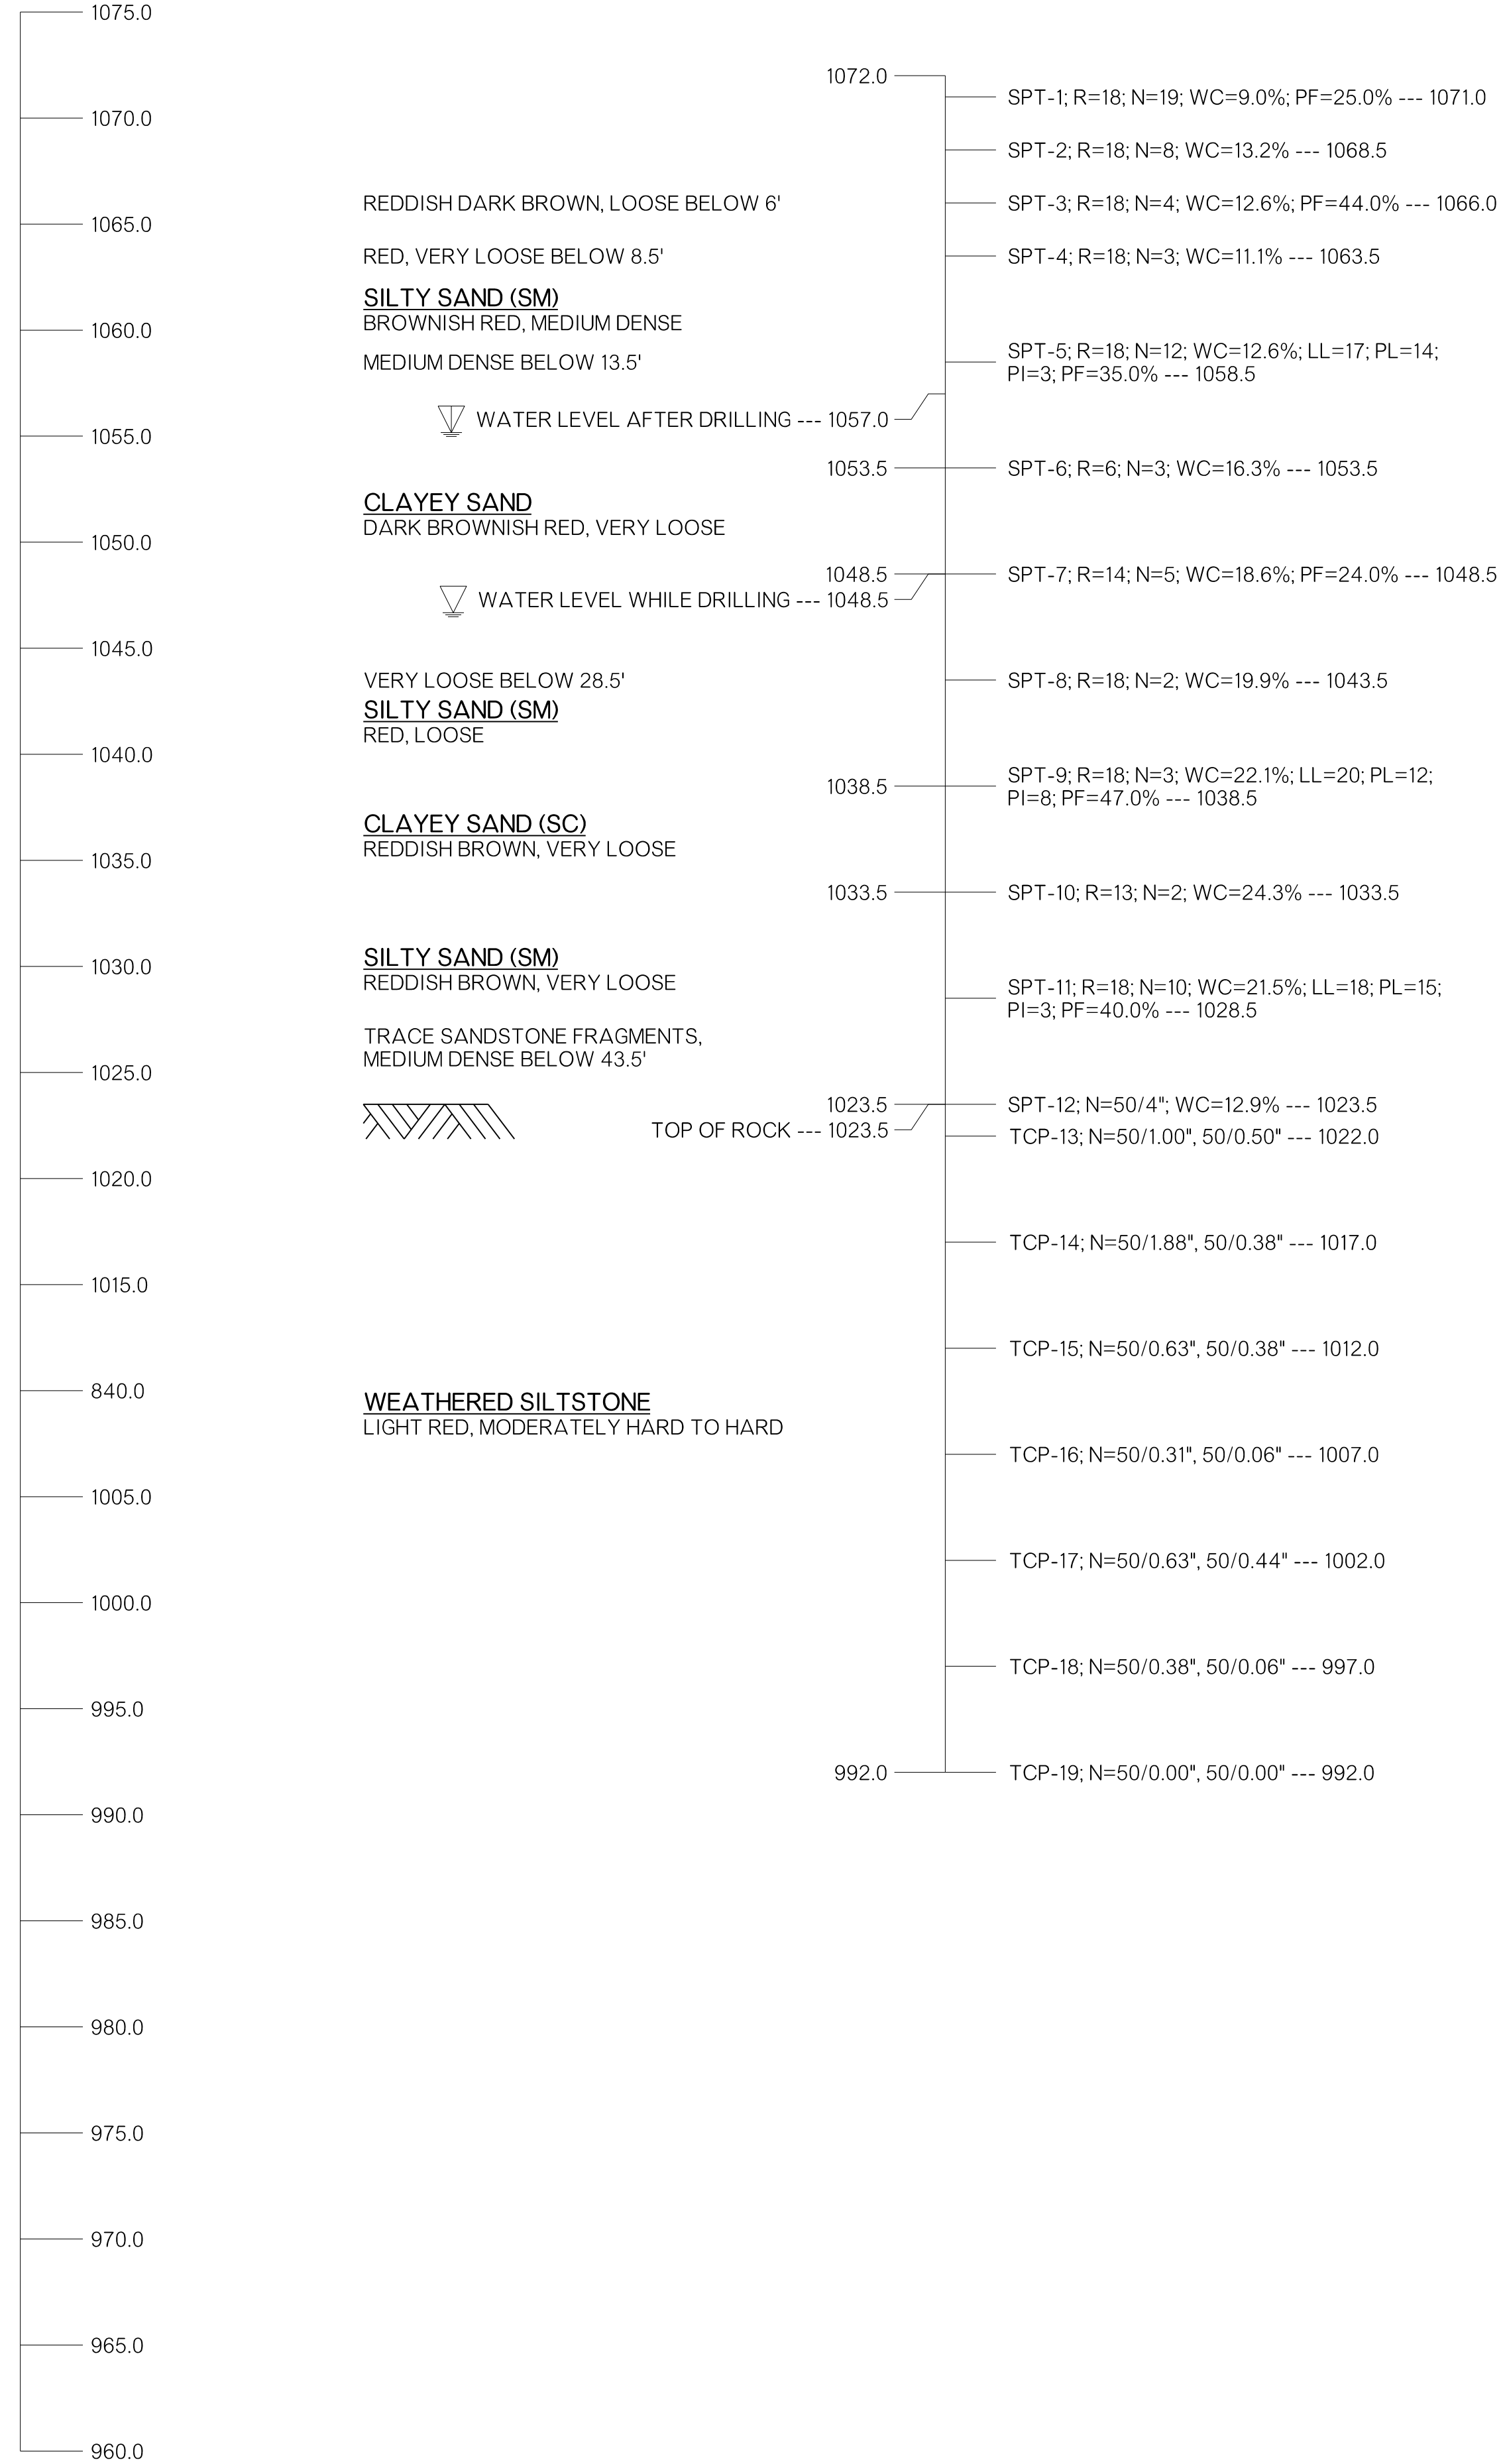 1075.0
1072.0
SPT-1; R=18; N=19; WC=9.0%; PF=25.0% --- 1071.0
1070.0
SPT-2; R=18; N=8; WC=13.2% --- 1068.5
REDDISH DARK BROWN, LOOSE BELOW 6'
SPT-3; R=18; N=4; WC=12.6%; PF=44.0% --- 1066.0
1065.0
RED, VERY LOOSE BELOW 8.5'
SPT-4; R=18; N=3; WC=11.1% --- 1063.5
SILTY SAND (SM)
BROWNISH RED, MEDIUM DENSE
1060.0
MEDIUM DENSE BELOW 13.5'
SPT-5; R=18; N=12; WC=12.6%; LL=17; PL=14;
PI=3; PF=35.0% --- 1058.5
WATER LEVEL AFTER DRILLING --- 1057.0
1055.0
1053.5
SPT-6; R=6; N=3; WC=16.3% --- 1053.5
CLAYEY SAND
DARK BROWNISH RED, VERY LOOSE
1050.0
1048.5
SPT-7; R=14; N=5; WC=18.6%; PF=24.0% --- 1048.5
WATER LEVEL WHILE DRILLING --- 1048.5
1045.0
VERY LOOSE BELOW 28.5'
SPT-8; R=18; N=2; WC=19.9% --- 1043.5
SILTY SAND (SM)
RED, LOOSE
1040.0
1038.5
SPT-9; R=18; N=3; WC=22.1%; LL=20; PL=12;
PI=8; PF=47.0% --- 1038.5
CLAYEY SAND (SC)
REDDISH BROWN, VERY LOOSE
1035.0
1033.5
SPT-10; R=13; N=2; WC=24.3% --- 1033.5
SILTY SAND (SM)
REDDISH BROWN, VERY LOOSE
1030.0
SPT-11; R=18; N=10; WC=21.5%; LL=18; PL=15;
PI=3; PF=40.0% --- 1028.5
TRACE SANDSTONE FRAGMENTS,
MEDIUM DENSE BELOW 43.5'
1025.0
1023.5
SPT-12; N=50/4"; WC=12.9% --- 1023.5
TOP OF ROCK --- 1023.5
TCP-13; N=50/1.00", 50/0.50" --- 1022.0
1020.0
TCP-14; N=50/1.88", 50/0.38" --- 1017.0
1015.0
TCP-15; N=50/0.63", 50/0.38" --- 1012.0
840.0
WEATHERED SILTSTONE
LIGHT RED, MODERATELY HARD TO HARD
TCP-16; N=50/0.31", 50/0.06" --- 1007.0
1005.0
TCP-17; N=50/0.63", 50/0.44" --- 1002.0
1000.0
TCP-18; N=50/0.38", 50/0.06" --- 997.0
995.0
992.0
TCP-19; N=50/0.00", 50/0.00" --- 992.0
990.0
985.0
980.0
975.0
970.0
965.0
960.0